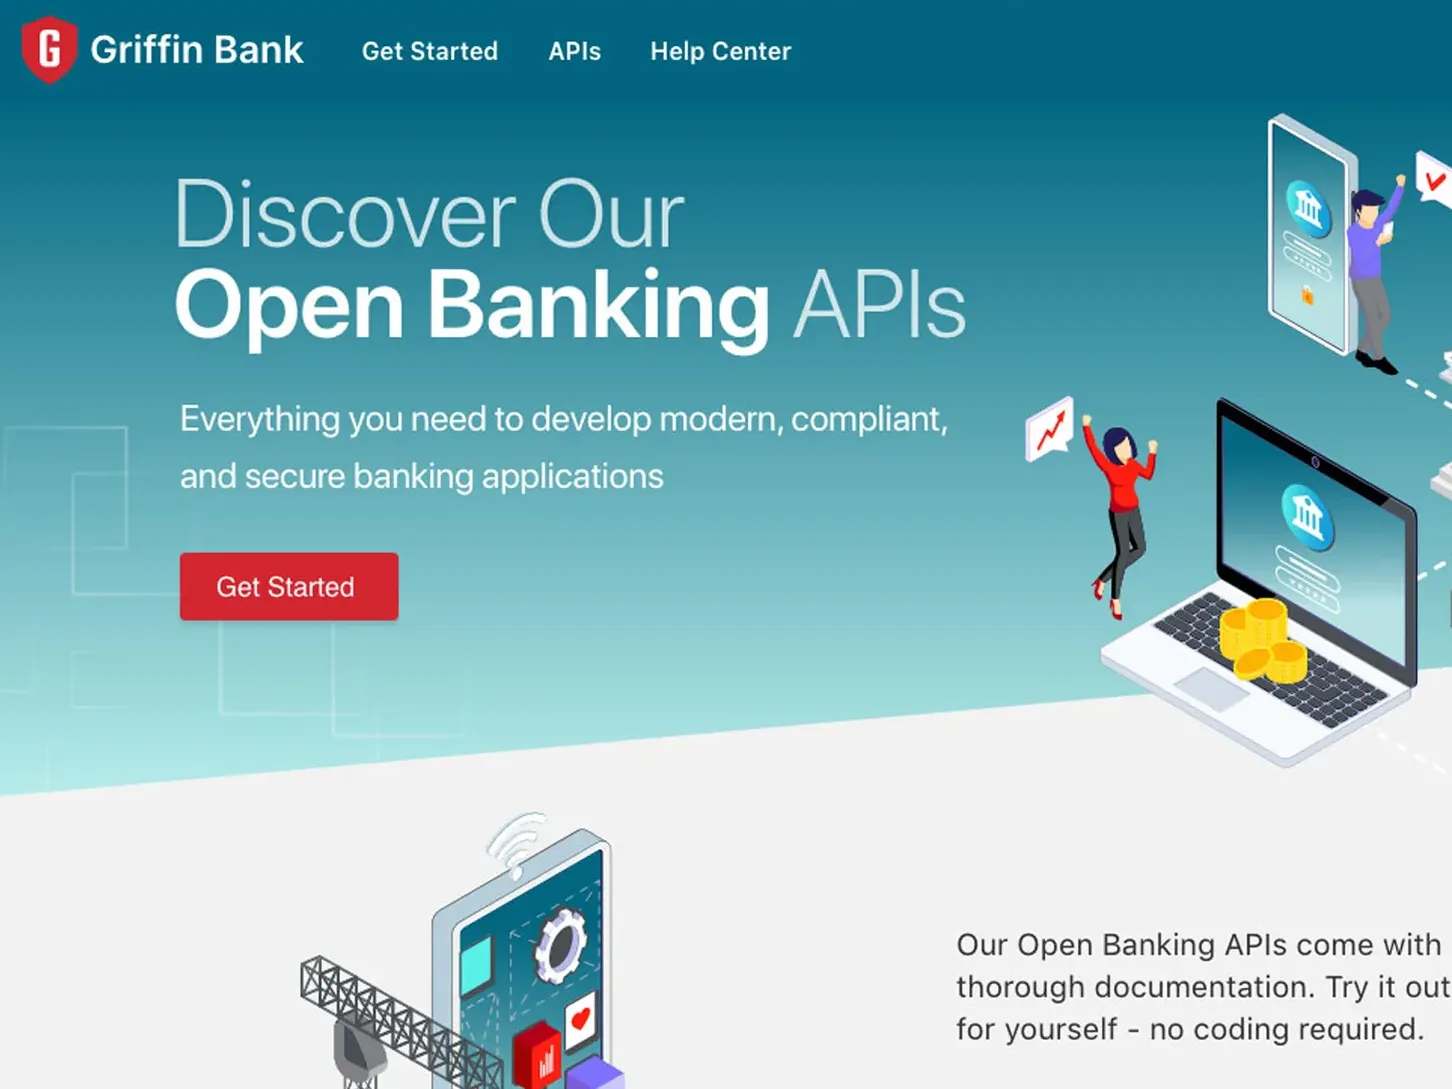 G Griffin Bank Get Started APIs Help Center
Discover Our
Open Banking APIs
Everything you need to develop modern, compliant,
and secure banking applications
Get Started
Our Open Banking APIs come with
thorough documentation. Try it out
for yourself - no coding required.